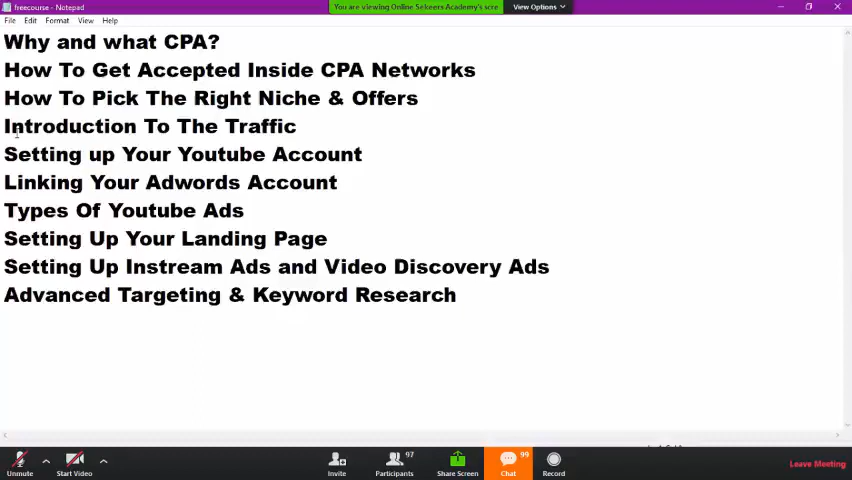 freecourse - Notepad
You are viewing Online Sekeers Academy's scre
View Options
File Edit Format View Help
Why and what CPA?
How To Get Accepted Inside CPA Networks
How To Pick The Right Niche & Offers
Introduction To The Traffic
Setting up Your Youtube Account
Linking Your Adwords Account
Types Of Youtube Ads
Setting Up Your Landing Page
Setting Up Instream Ads and Video Discovery Ads
Advanced Targeting & Keyword Research
97 99
Unmute Start Video Invite Participants Share Screen Chat Record Leave Meeting